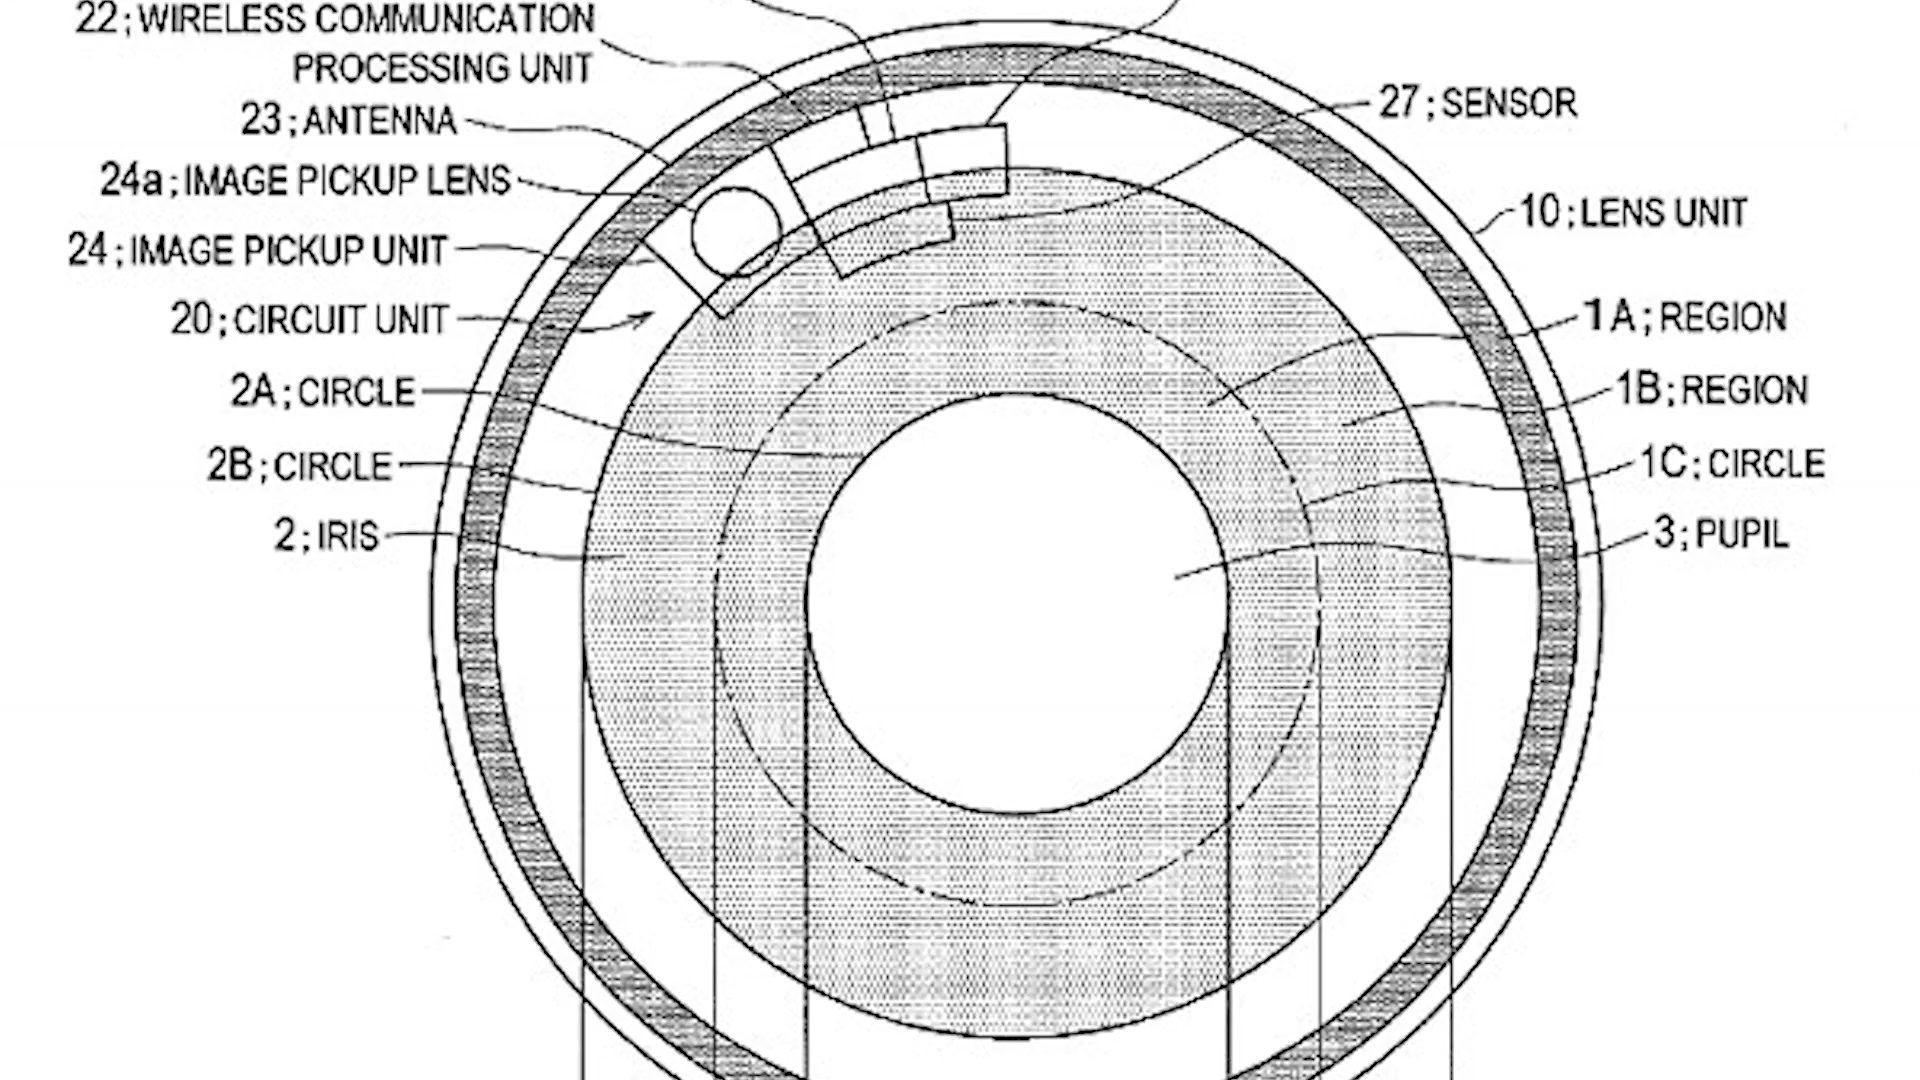 22; WIRELESS COMMUNICATION
PROCESSING UNIT
23; ANTENNA
24a; IMAGE PICKUP LENS
24; IMAGE PICKUP UNIT
20; CIRCUIT UNIT
2A; CIRCLE
2B; CIRCLE
2; IRIS
27; SENSOR
10; LENS UNIT
1A; REGION
1B; REGION
1C; CIRCLE
3; PUPIL